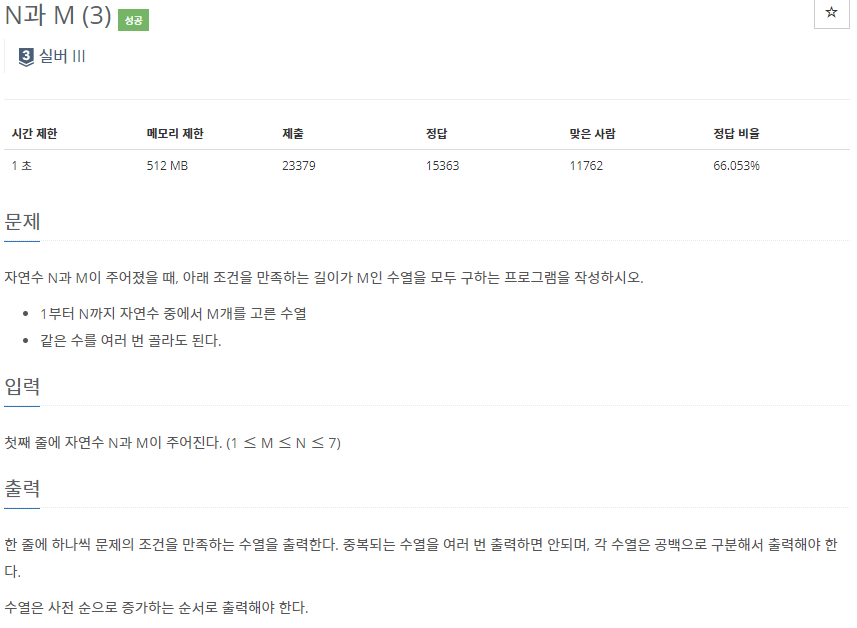 N과 M (3) 성공
3 실버 III
☆
시간 제한 메모리 제한 제출 정답 맞은 사람 정답 비율
1 초 512 MB 23379 15363 11762 66.053%
문제
자연수 N과 M이 주어졌을 때, 아래 조건을 만족하는 길이가 M인 수열을 모두 구하는 프로그램을 작성하시오.
• 1부터 N까지 자연수 중에서 M개를 고른 수열
• 같은 수를 여러 번 골라도 된다.
입력
첫째 줄에 자연수 N과 M이 주어진다. (1 ≤ M ≤ N ≤ 7)
출력
한 줄에 하나씩 문제의 조건을 만족하는 수열을 출력한다. 중복되는 수열을 여러 번 출력하면 안되며, 각 수열은 공백으로 구분해서 출력해야 한
다.
수열은 사전 순으로 증가하는 순서로 출력해야 한다.